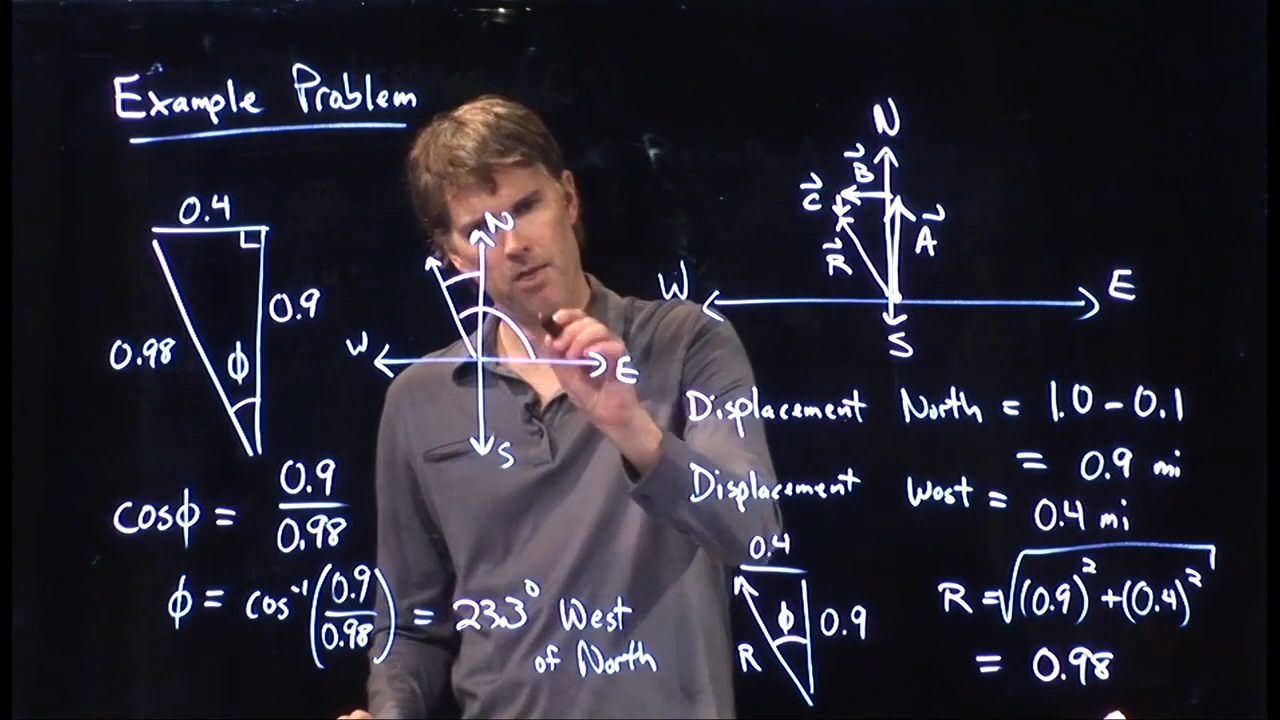 Example Problem
0.4
0.9
0.98
ϕ
cosϕ = 0.9/0.98
ϕ = cos⁻¹(0.9/0.98) = 23.3° West
of North
N
W
E
S
N
B⃗
C⃗
A⃗
R⃗
W
E
S
Displacement North = 1.0 - 0.1
= 0.9 mi
Displacement West = 0.4 mi
0.4
ϕ
0.9
R
R = √((0.9)² + (0.4)²)
= 0.98